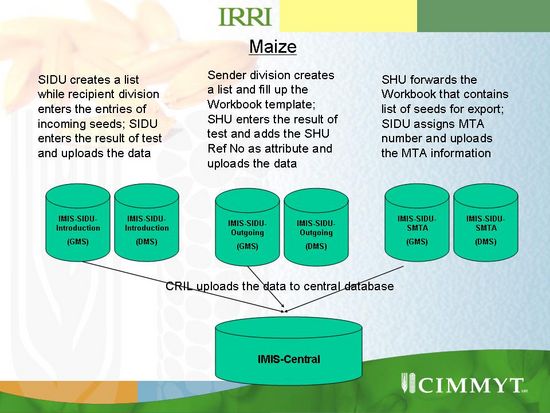 IRRI
Maize
SIDU creates a list
while recipient division
enters the entries of
incoming seeds; SIDU
enters the result of test
and uploads the data
Sender division creates
a list and fill up the
Workbook template;
SHU enters the result of
test and adds the SHU
Ref No as attribute and
uploads the data
SHU forwards the
Workbook that contains
list of seeds for export;
SIDU assigns MTA
number and uploads
the MTA information
IMIS-SIDU-
Introduction
(GMS)
IMIS-SIDU-
Introduction
(DMS)
IMIS-SIDU-
Outgoing
(GMS)
IMIS-SIDU-
Outgoing
(DMS)
IMIS-SIDU-
SMTA
(GMS)
IMIS-SIDU-
SMTA
(DMS)
CRIL uploads the data to central database
IMIS-Central
CIMMYT